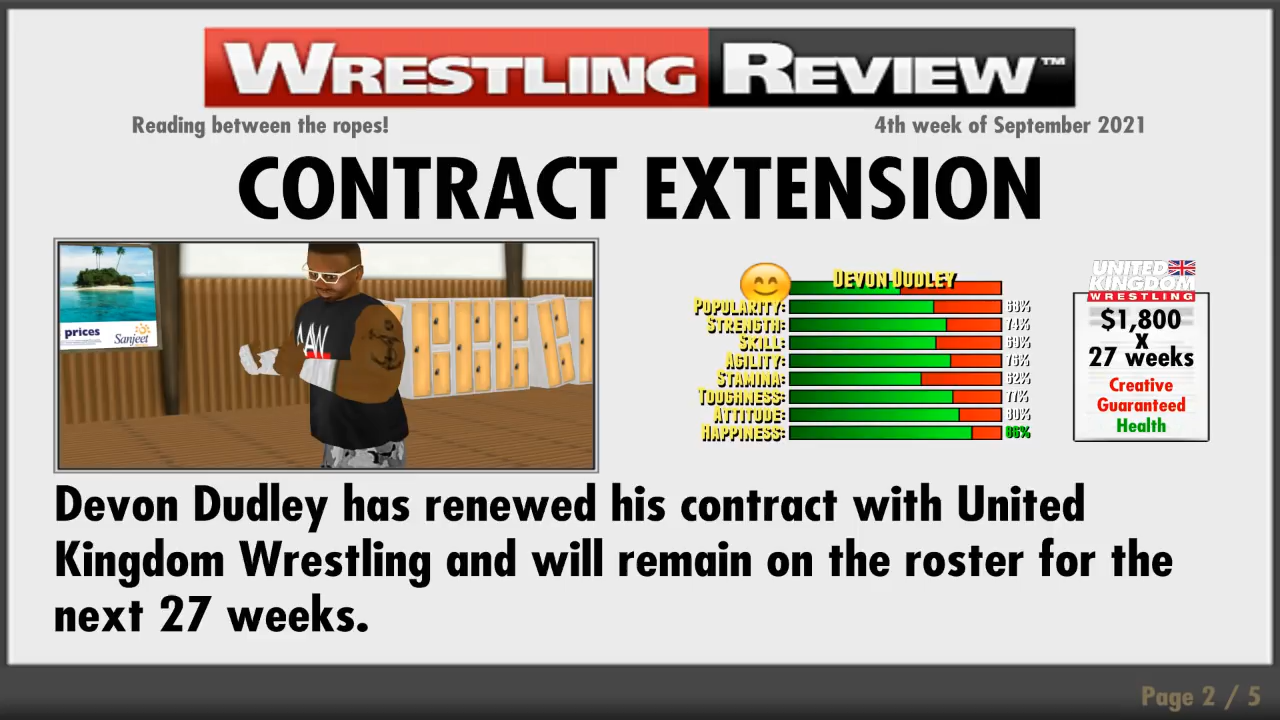 WRESTLING REVIEW™
Reading between the ropes!
4th week of September 2021
CONTRACT EXTENSION
prices
Sanjeet
AAW
DEVON DUDLEY
POPULARITY: 68%
STRENGTH: 74%
SKILL: 69%
AGILITY: 76%
STAMINA: 62%
TOUGHNESS: 77%
ATTITUDE: 80%
HAPPINESS: 86%
UNITED
KINGDOM
WRESTLING
$1,800
X
27 weeks
Creative
Guaranteed
Health
Devon Dudley has renewed his contract with United
Kingdom Wrestling and will remain on the roster for the
next 27 weeks.
Page 2 / 5